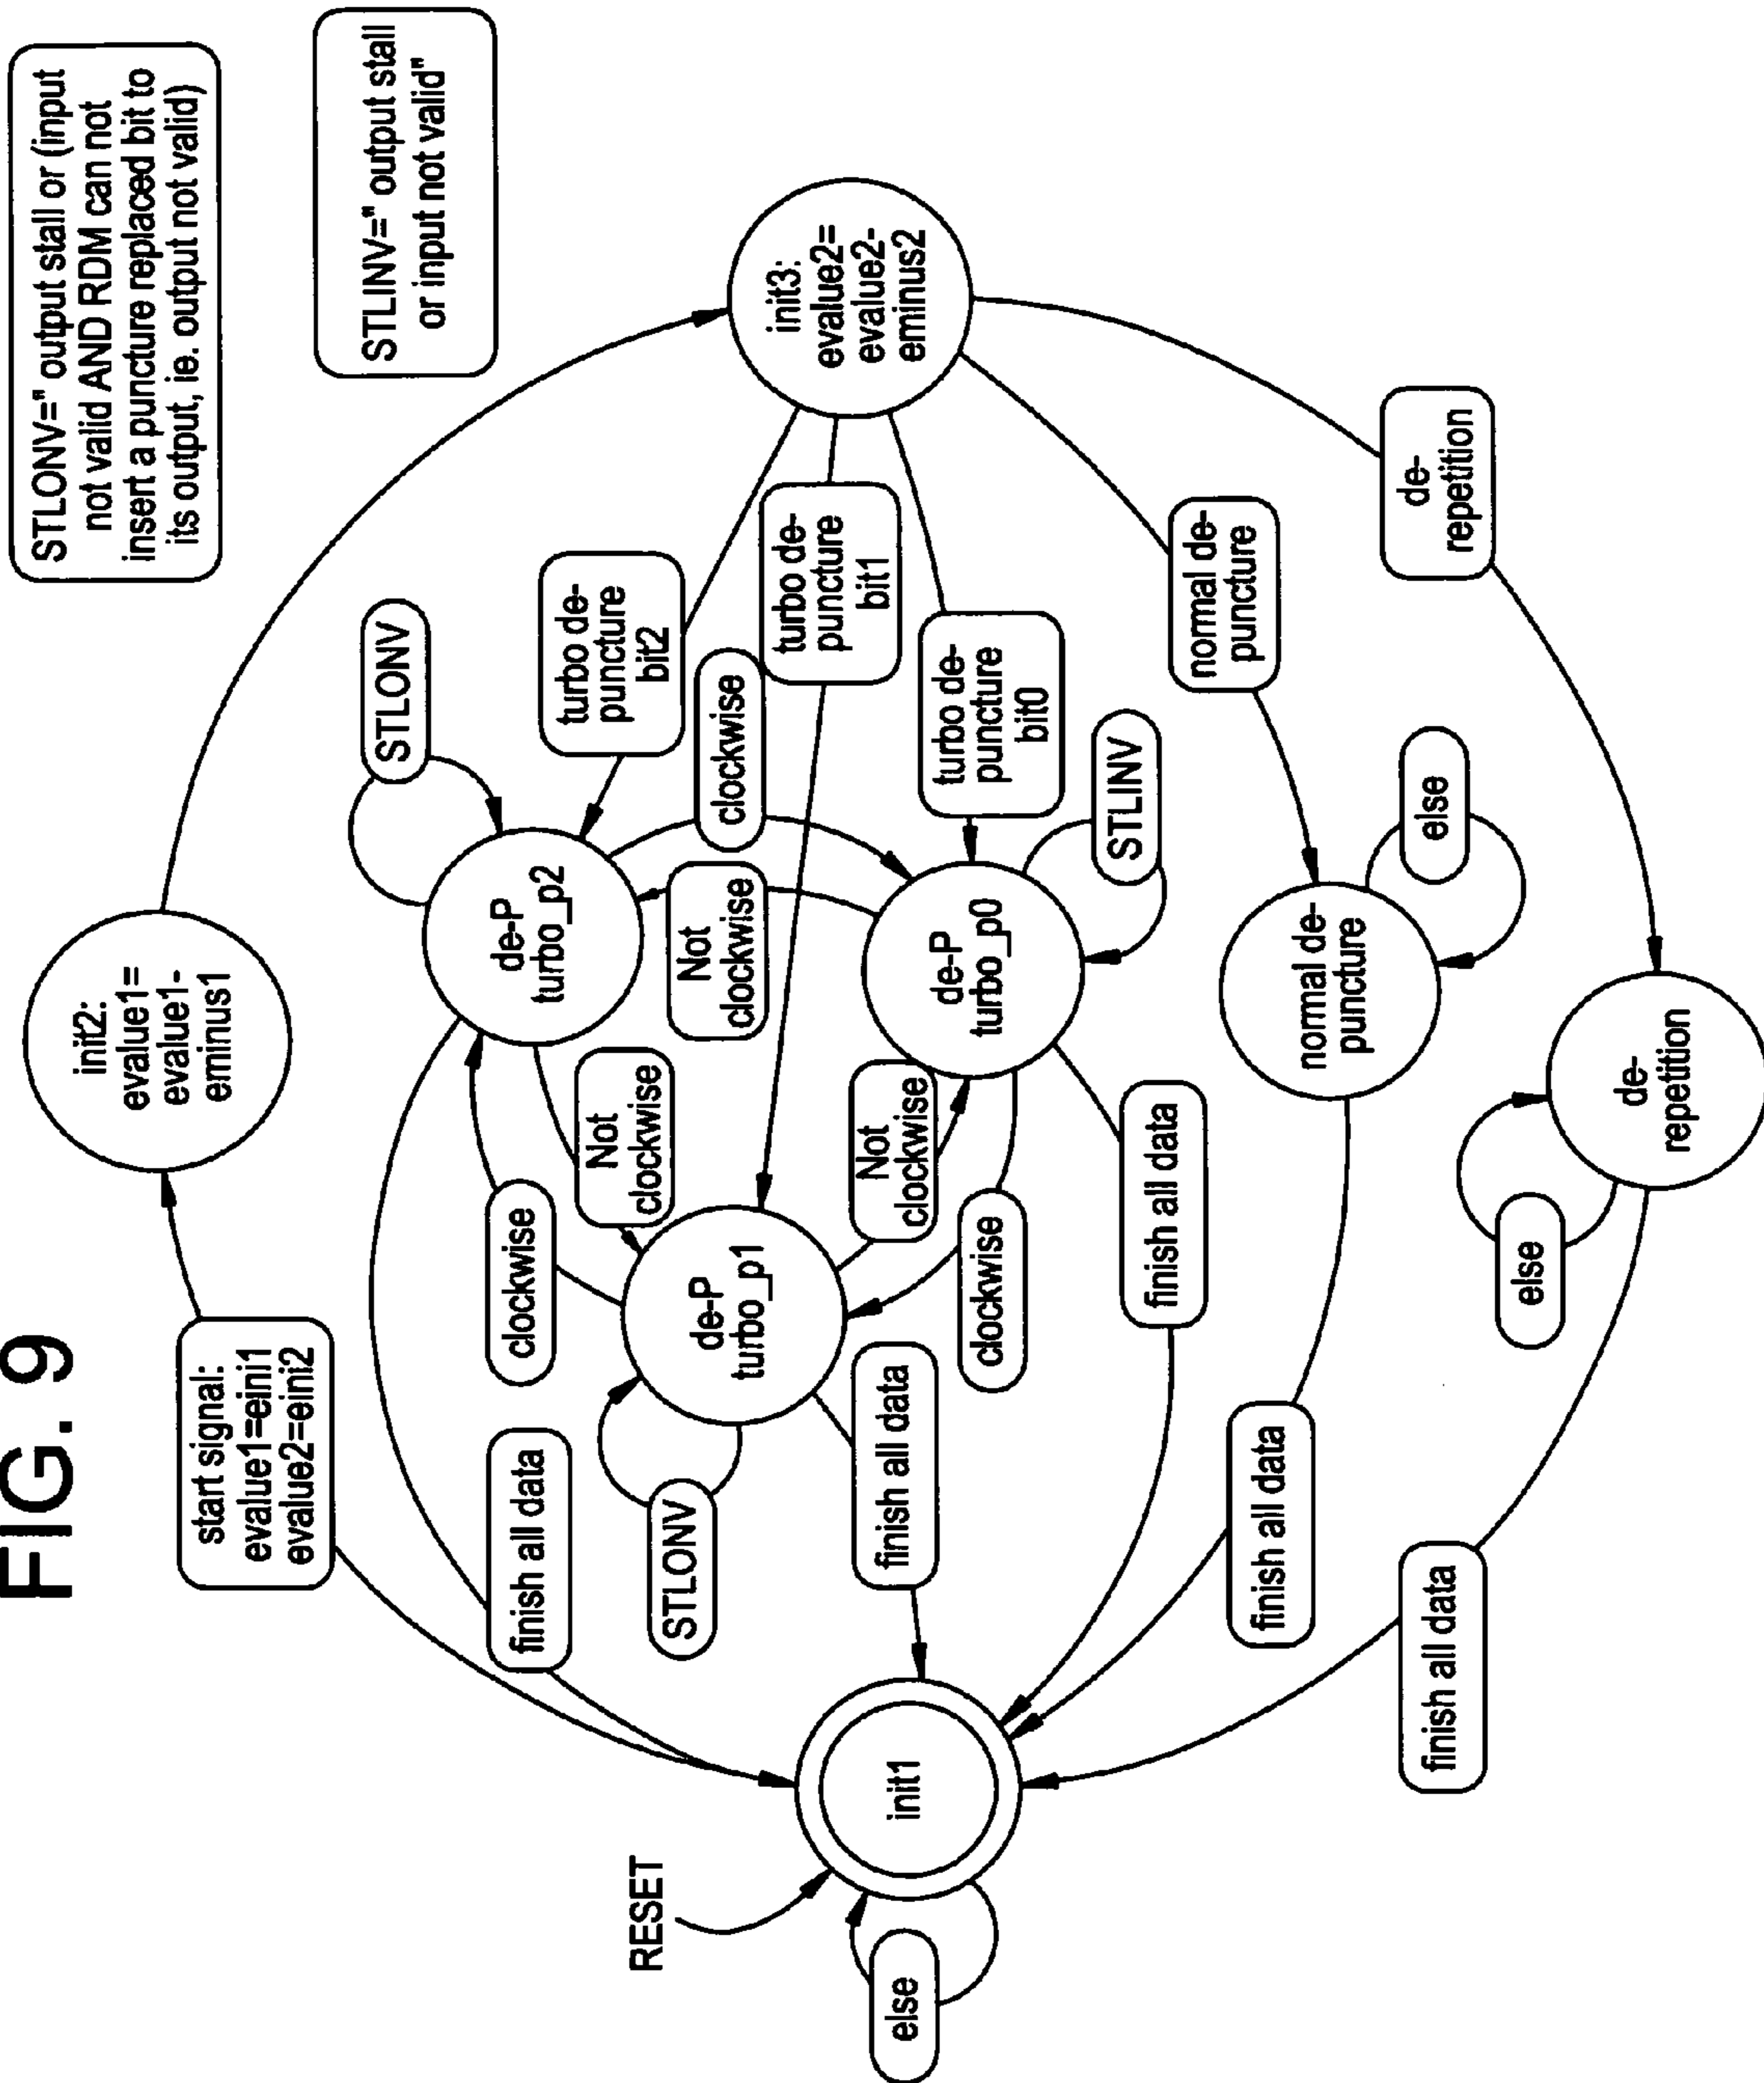 FIG. 9
STLONV=" output stall or (input
not valid AND RDM can not
insert a puncture replaced bit to
its output, ie. output not valid)
STLINV=" output stall
or input not valid"
start signal:
evalue1=eini1
evalue2=eini2
init2:
evalue1=
evalue1-
eminus1
init3:
evalue2=
evalue2-
eminus2
STLONV
de-P
turbo_p2
turbo de-
puncture
bit2
clockwise
turbo de-
puncture
bit1
Not
clockwise
finish all data
clockwise
Not
clockwise
STLONV
de-P
turbo_p1
Not
clockwise
clockwise
de-P
turbo_p0
turbo de-
puncture
bit0
STLINV
RESET
else
init1
finish all data
finish all data
normal de-
puncture
normal de-
puncture
else
finish all data
de-
repetition
de-
repetition
else
finish all data